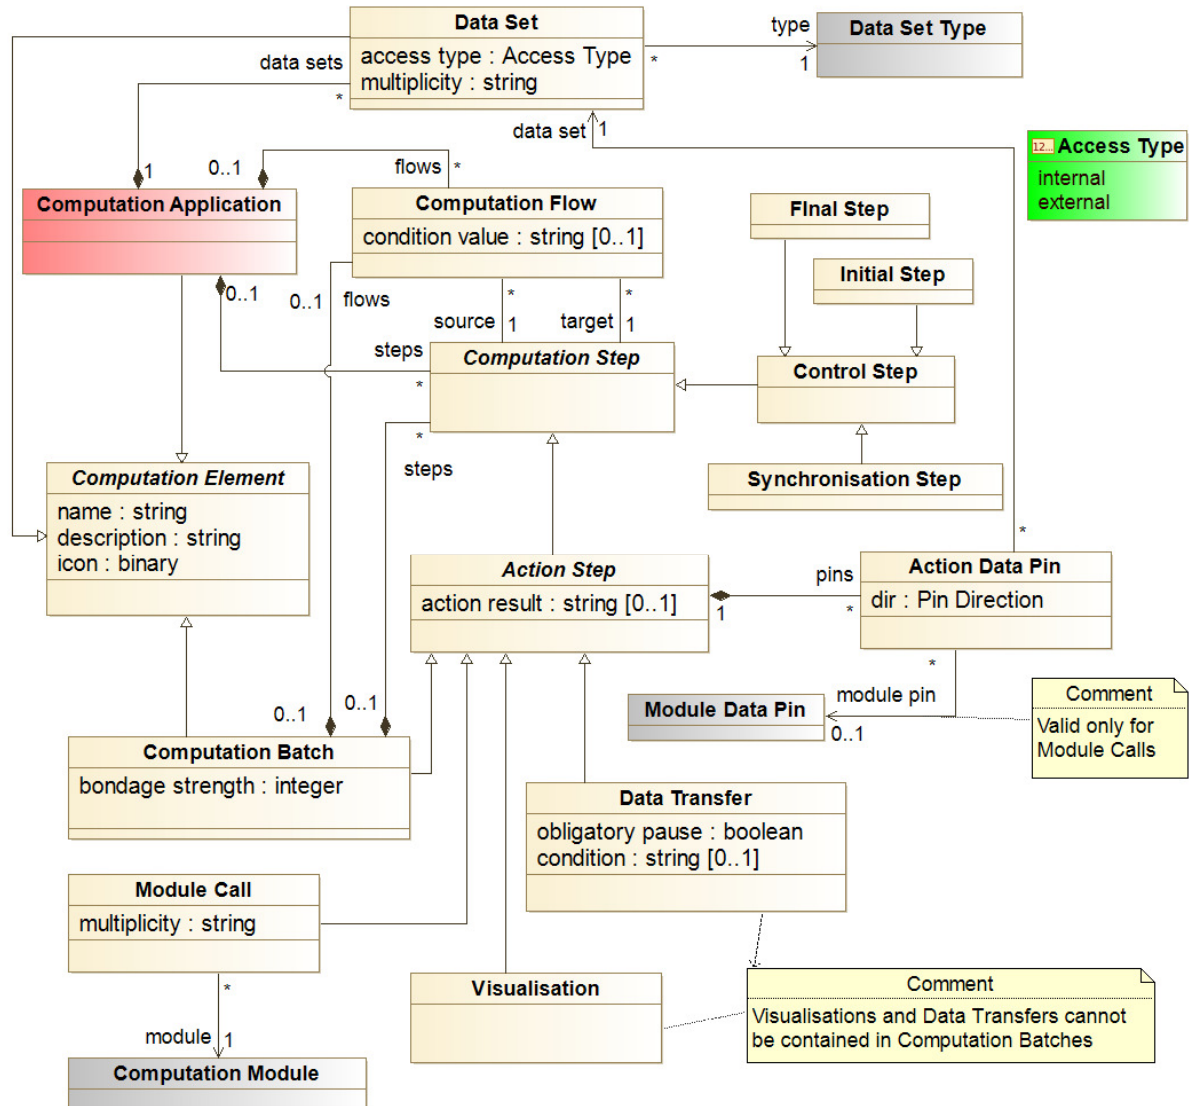 Data Set
access type : Access Type
multiplicity : string
type
*
1
Data Set Type
data sets
*
data set
1
12... Access Type
internal
external
1
0..1
flows
*
Computation Application
Computation Flow
condition value : string [0..1]
FInal Step
Initial Step
0..1
0..1
flows
*
*
source
1
target
1
steps
*
Computation Step
Control Step
*
steps
Synchronisation Step
Computation Element
name : string
description : string
icon : binary
*
Action Step
action result : string [0..1]
pins
1
*
Action Data Pin
dir : Pin Direction
*
module pin
0..1
Module Data Pin
Comment
Valid only for
Module Calls
0..1
0..1
Computation Batch
bondage strength : integer
Data Transfer
obligatory pause : boolean
condition : string [0..1]
Module Call
multiplicity : string
*
module
1
Computation Module
Visualisation
Comment
Visualisations and Data Transfers cannot
be contained in Computation Batches